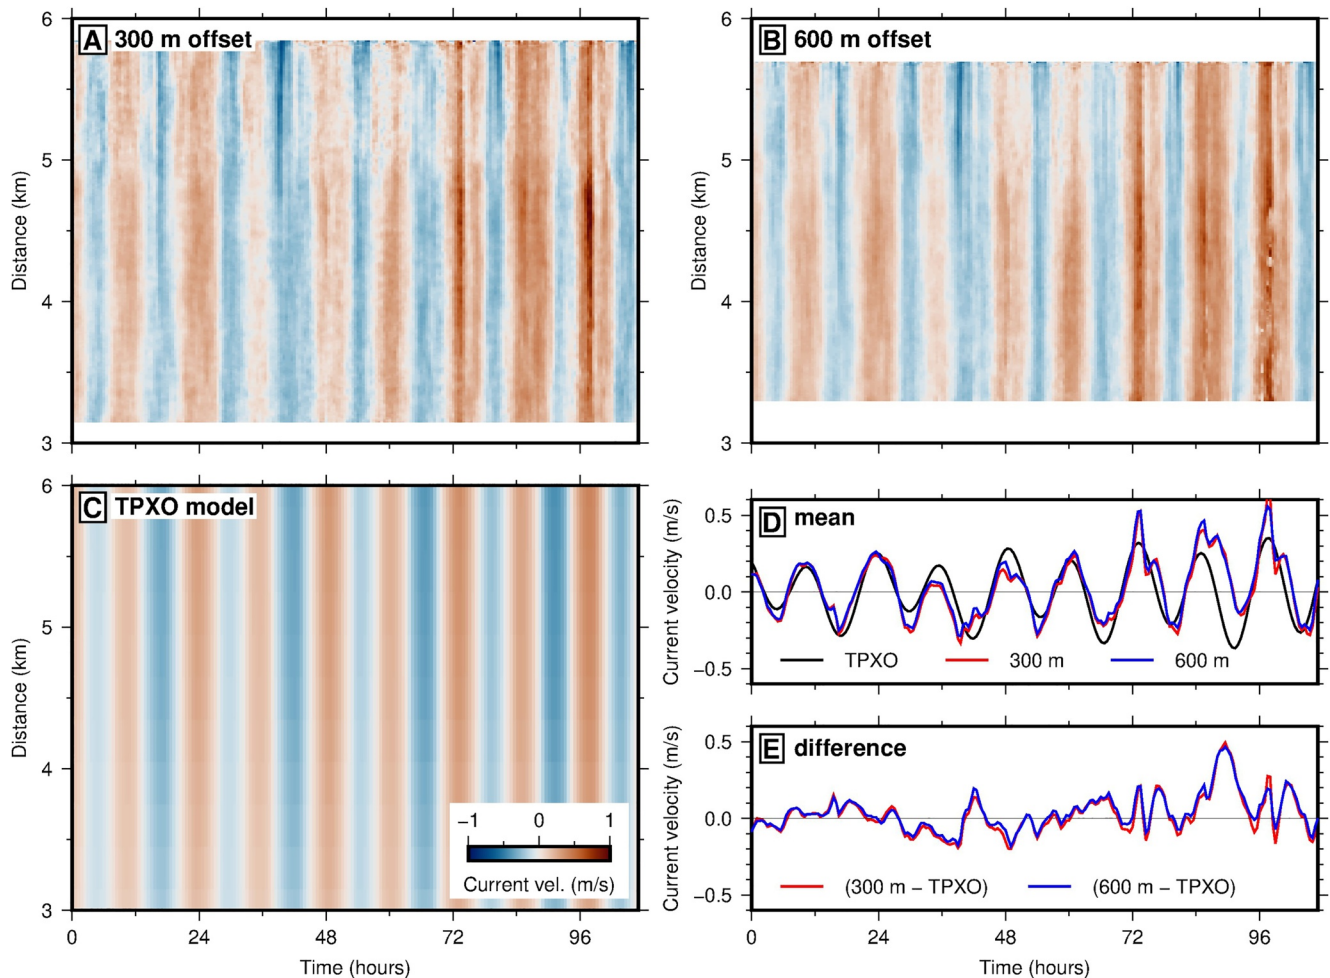 A 300 m offset
6
5
4
3
Distance (km)
B 600 m offset
6
5
4
3
Distance (km)
C TPXO model
6
5
4
3
Distance (km)
−1 0 1
Current vel. (m/s)
0 24 48 72 96
Time (hours)
D mean
0.5
0.0
−0.5
Current velocity (m/s)
TPXO 300 m 600 m
E difference
0.5
0.0
−0.5
Current velocity (m/s)
(300 m − TPXO) (600 m − TPXO)
0 24 48 72 96
Time (hours)